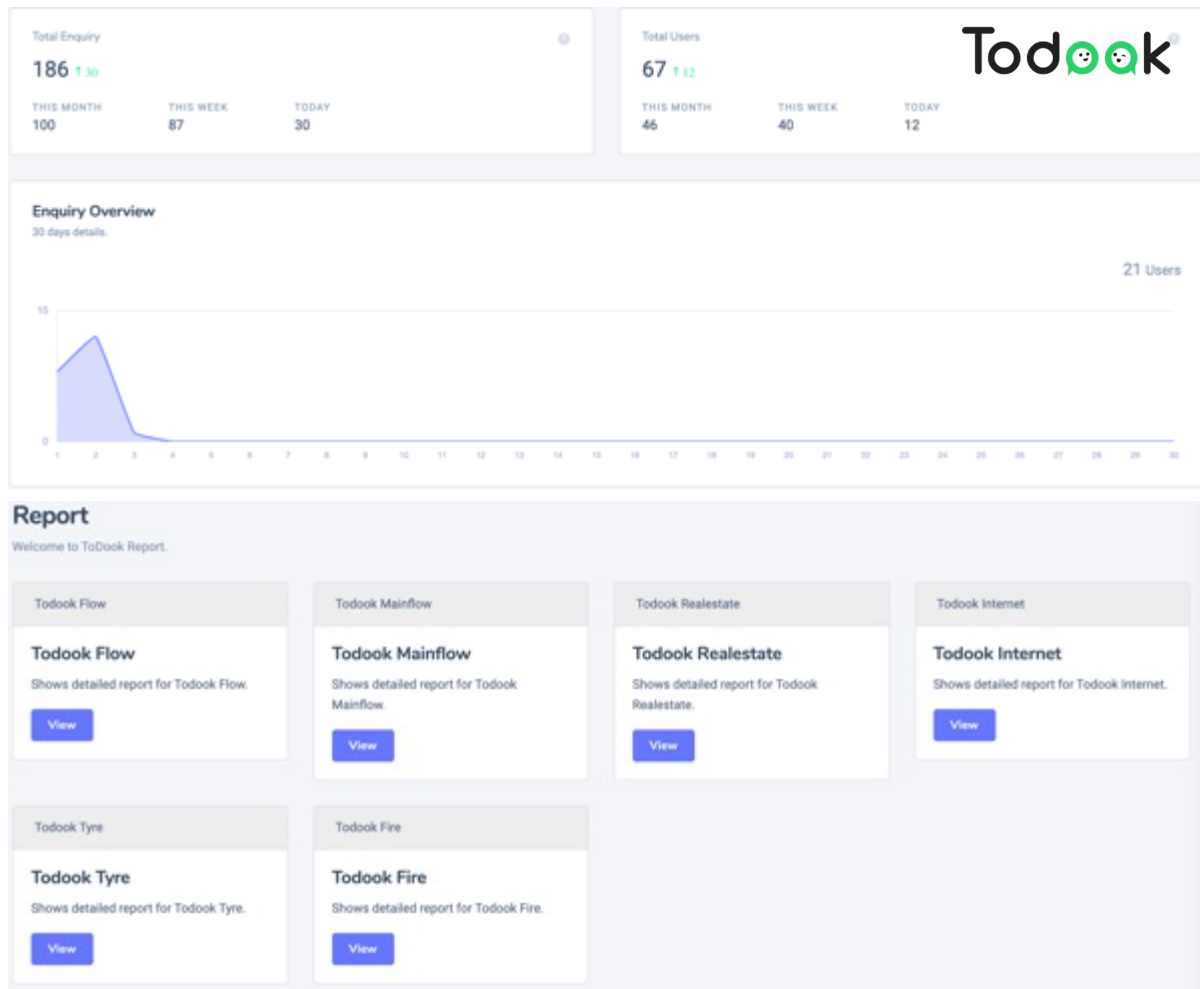 Total Enquiry
186 ↑ 30
THIS MONTH THIS WEEK TODAY
100 87 30
Total Users
67 ↑ 12
THIS MONTH THIS WEEK TODAY
46 40 12
Todook
Enquiry Overview
30 days details.
21 Users
15
0
1 2 3 4 5 6 7 8 9 10 11 12 13 14 15 16 17 18 19 20 21 22 23 24 25 26 27 28 29 30
Report
Welcome to ToDook Report.
Todook Flow
Todook Flow
Shows detailed report for Todook Flow.
View
Todook Mainflow
Todook Mainflow
Shows detailed report for Todook
Mainflow.
View
Todook Realestate
Todook Realestate
Shows detailed report for Todook
Realestate.
View
Todook Internet
Todook Internet
Shows detailed report for Todook Internet.
View
Todook Tyre
Todook Tyre
Shows detailed report for Todook Tyre.
View
Todook Fire
Todook Fire
Shows detailed report for Todook Fire.
View